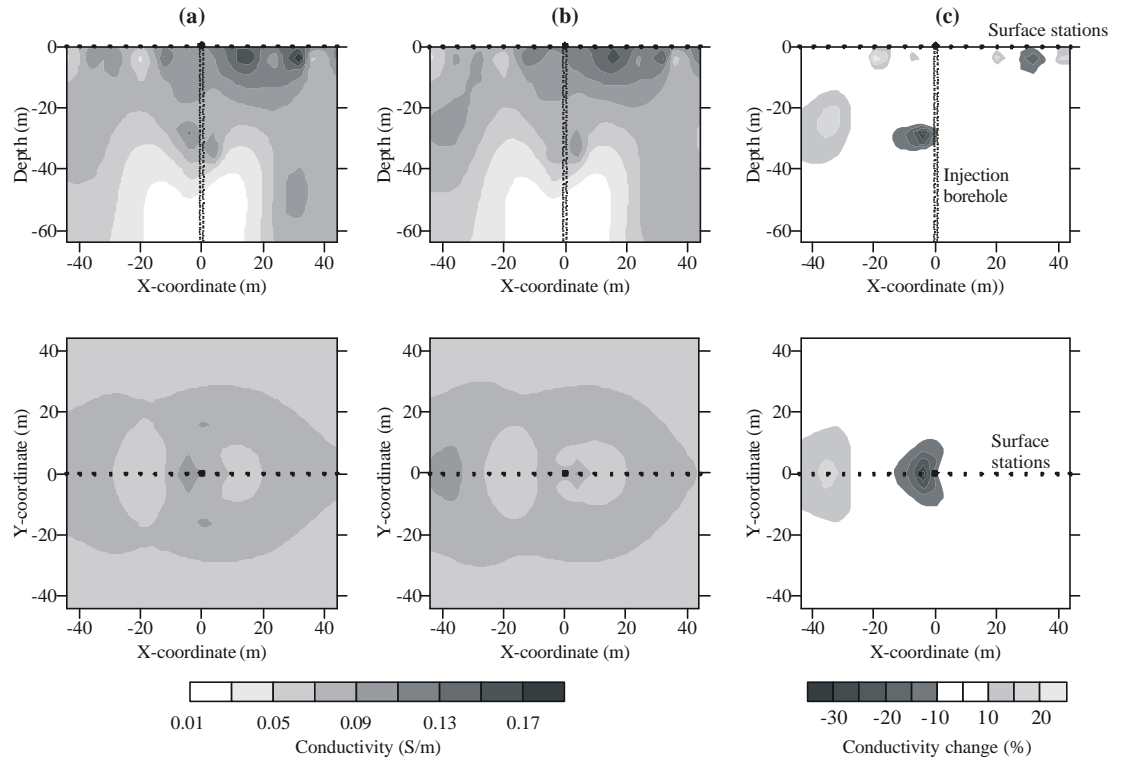 (a) (b) (c)
Surface stations
0 0 0
-20 -20 -20
-40 -40 -40
-60 -60 -60
Depth (m) Depth (m) Depth (m)
Injection
borehole
-40 -20 0 20 40 -40 -20 0 20 40 -40 -20 0 20 40
X-coordinate (m) X-coordinate (m) X-coordinate (m))
40 40 40
20 20 20
0 0 0
-20 -20 -20
-40 -40 -40
Y-coordinate (m) Y-coordinate (m) Y-coordinate (m)
Surface
stations
-40 -20 0 20 40 -40 -20 0 20 40 -40 -20 0 20 40
X-coordinate (m) X-coordinate (m) X-coordinate (m)
0.01 0.05 0.09 0.13 0.17
Conductivity (S/m)
-30 -20 -10 10 20
Conductivity change (%)